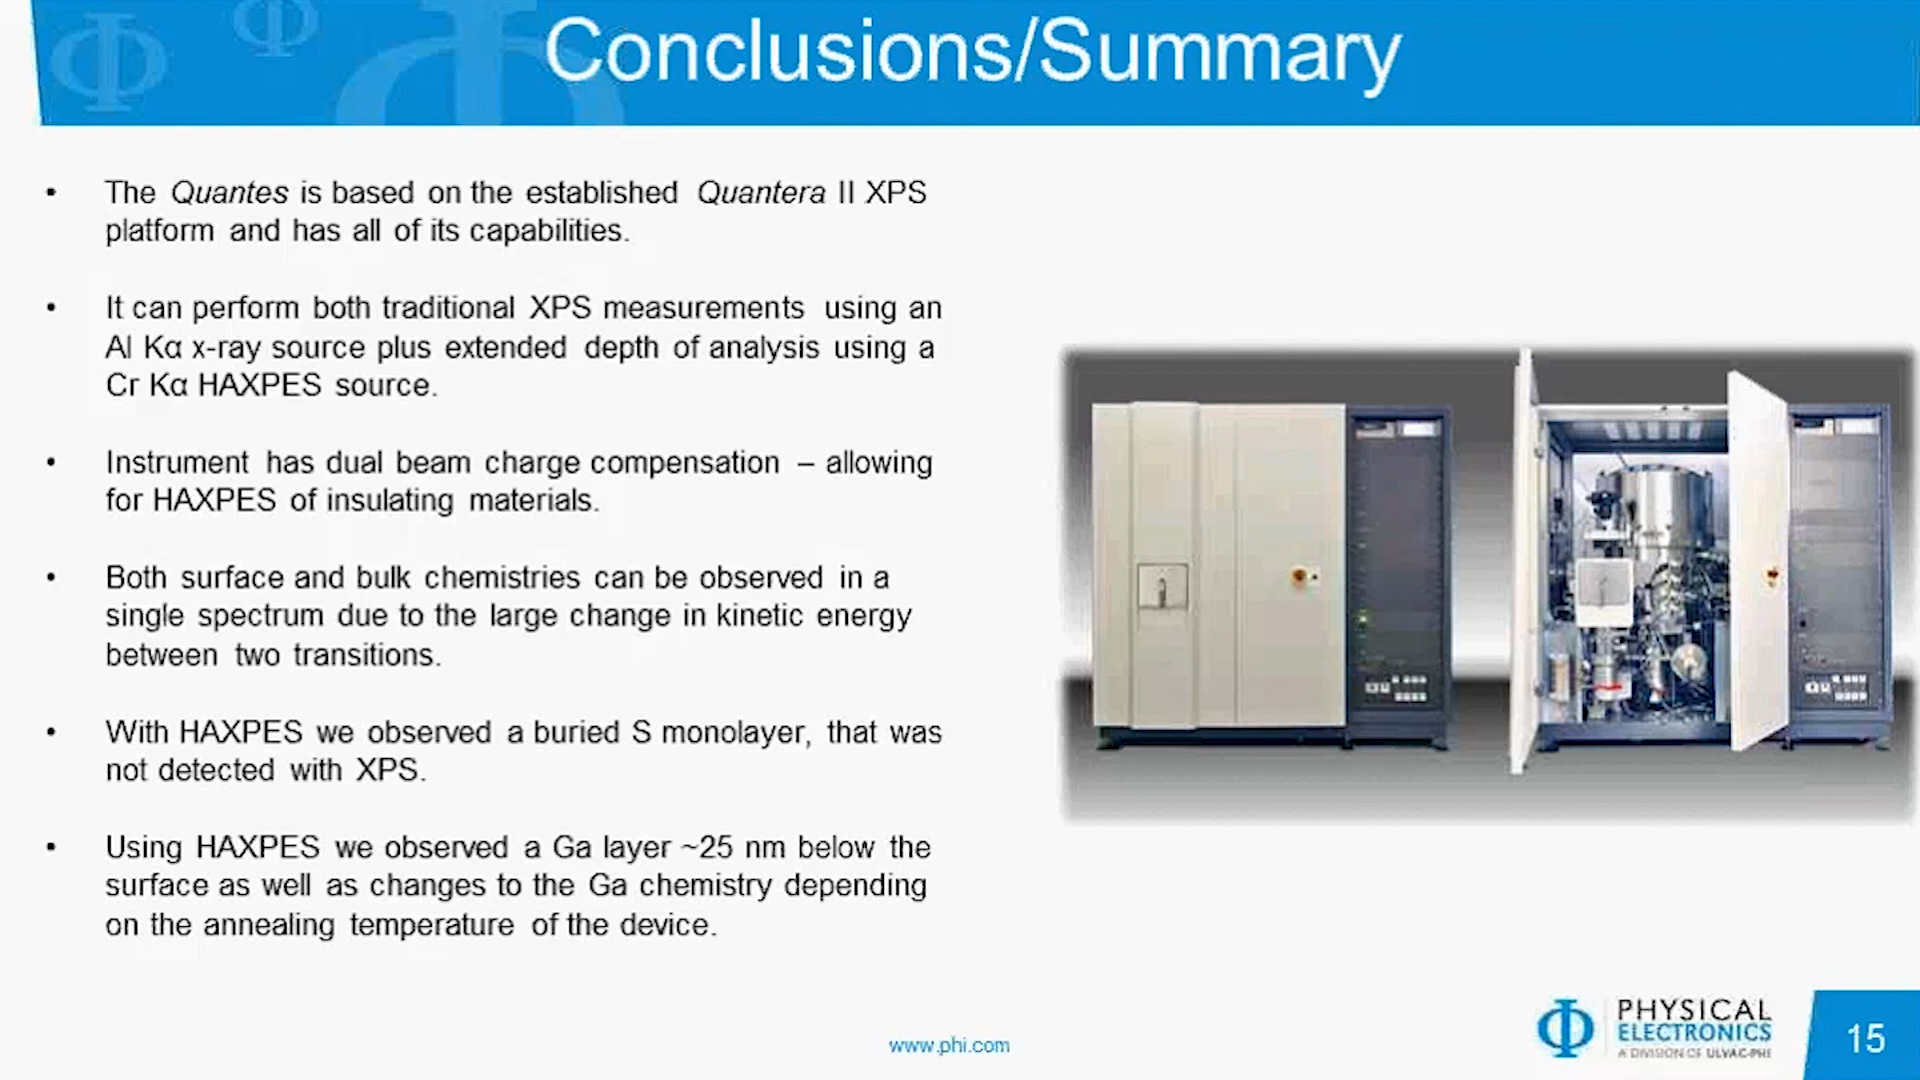 Conclusions/Summary
• The Quantes is based on the established Quantera II XPS
platform and has all of its capabilities.
• It can perform both traditional XPS measurements using an
Al Kα x-ray source plus extended depth of analysis using a
Cr Kα HAXPES source.
• Instrument has dual beam charge compensation – allowing
for HAXPES of insulating materials.
• Both surface and bulk chemistries can be observed in a
single spectrum due to the large change in kinetic energy
between two transitions.
• With HAXPES we observed a buried S monolayer, that was
not detected with XPS.
• Using HAXPES we observed a Ga layer ~25 nm below the
surface as well as changes to the Ga chemistry depending
on the annealing temperature of the device.
www.phi.com
PHYSICAL
ELECTRONICS
A DIVISION OF ULVAC-PHI
15